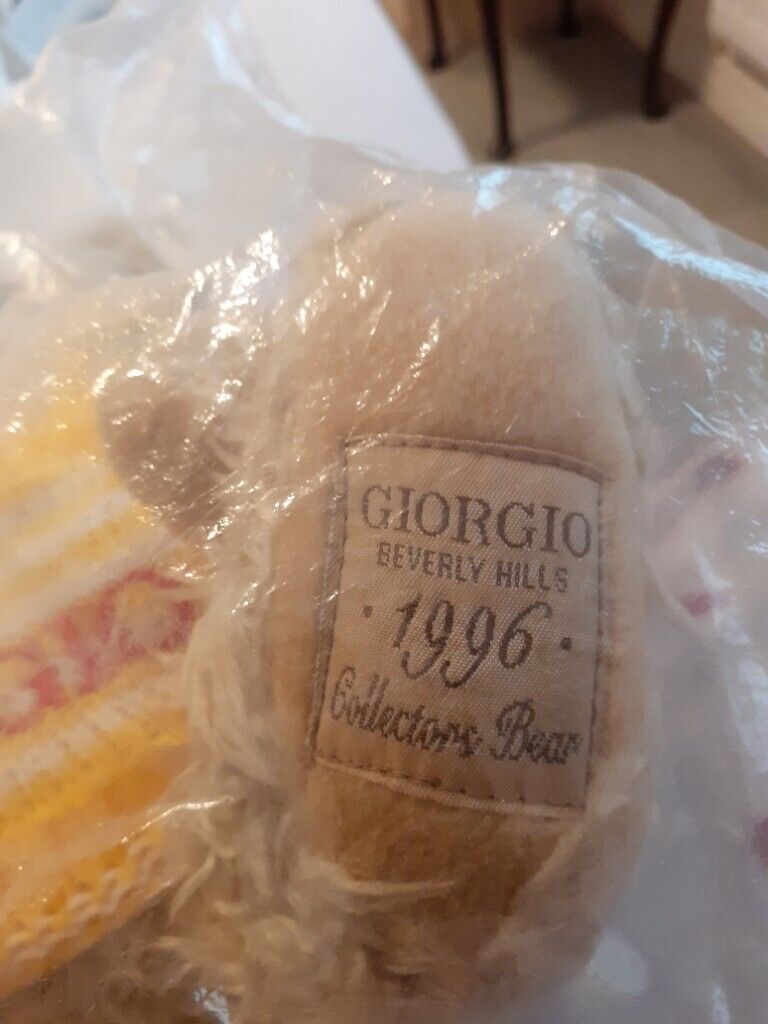 GIORGIO
BEVERLY HILLS
· 1996 ·
Collectors Bear